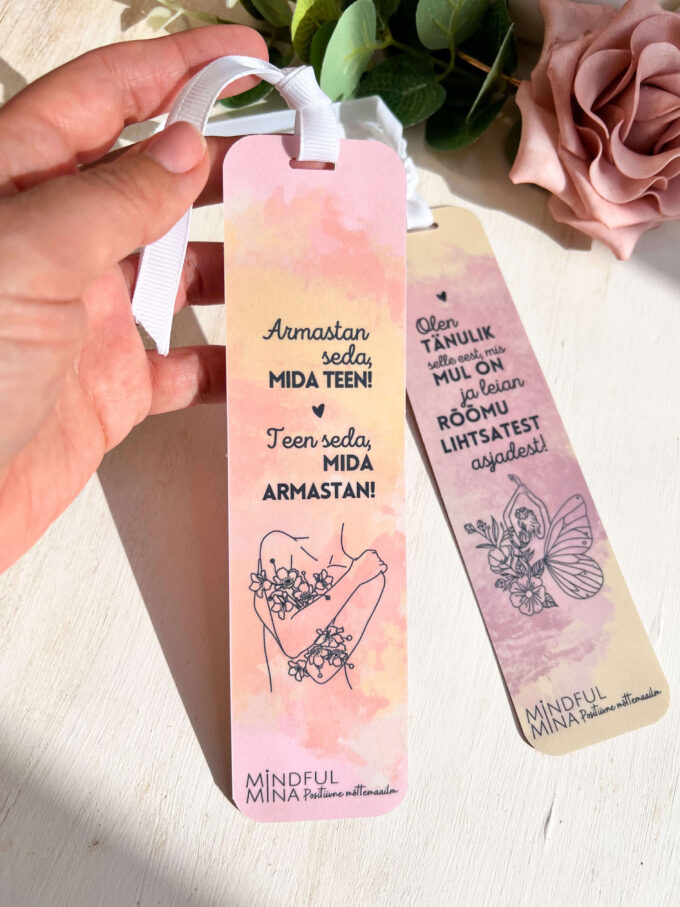 Armastan
seda,
MIDA TEEN!
Teen seda,
MIDA
ARMASTAN!
MiNDFUL
MiNA Positiivne mõttemaailm
Olen
TÄNULIK
selle eest, mis
MUL ON
ja leian
RÕÕMU
LIHTSATEST
asjadest!
MiNDFUL
MiNA Positiivne mõttemaailm